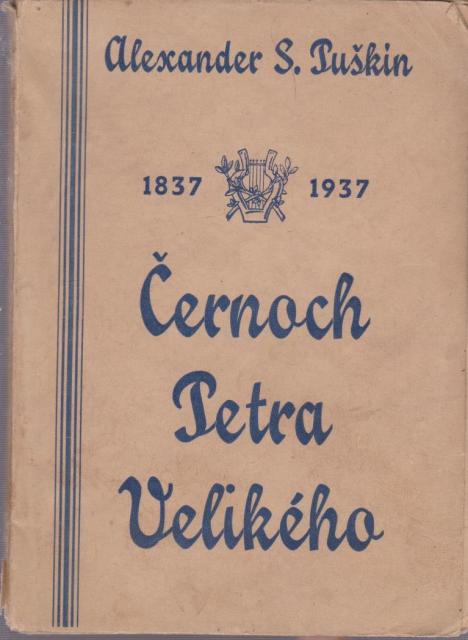 Alexander S. Puškin
1837 1937
Černoch
Petra
Velikého